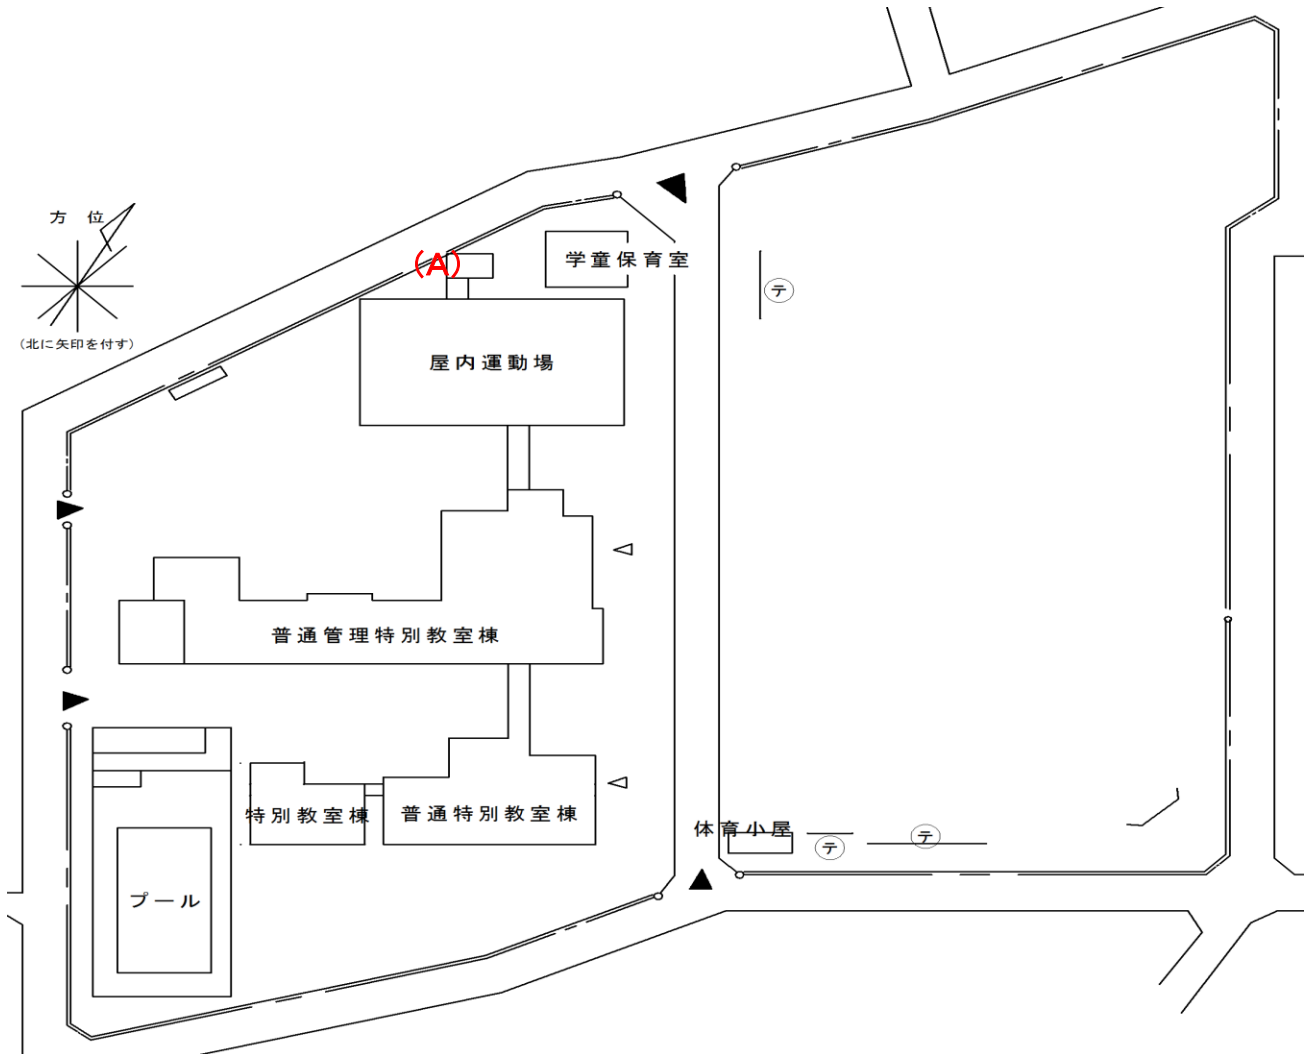 方位
(北に矢印を付す)
(A)
学童保育室
テ
屋内運動場
普通管理特別教室棟
特別教室棟
普通特別教室棟
体育小屋
テ
テ
プール